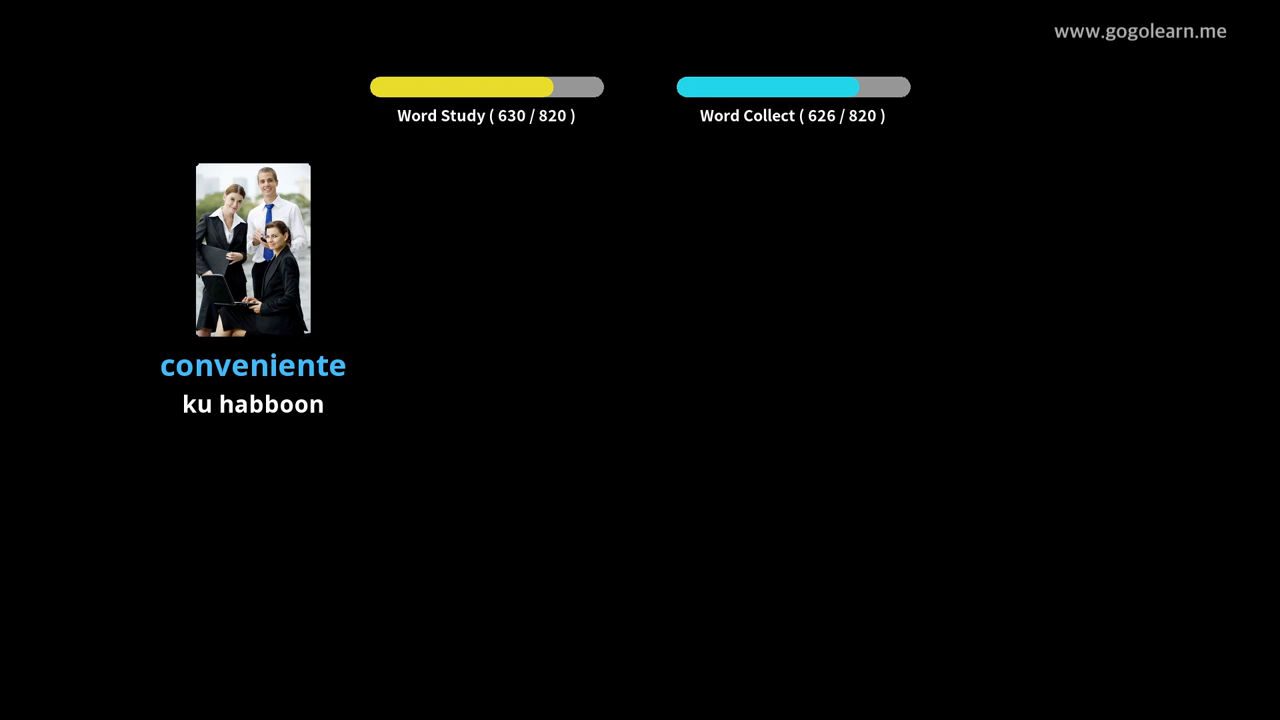 www.gogolearn.me
Word Study ( 630 / 820 )
Word Collect ( 626 / 820 )
conveniente
ku habboon